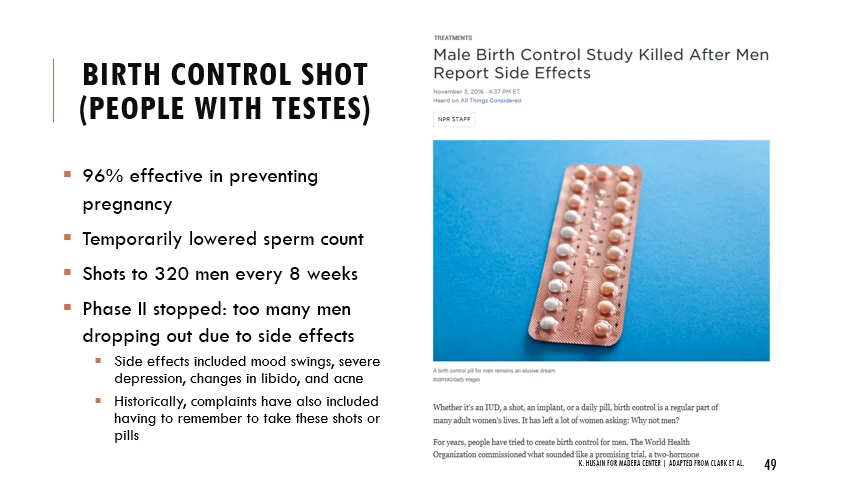 BIRTH CONTROL SHOT
(PEOPLE WITH TESTES)
96% effective in preventing
pregnancy
Temporarily lowered sperm count
Shots to 320 men every 8 weeks
Phase II stopped: too many men
dropping out due to side effects
Side effects included mood swings, severe
depression, changes in libido, and acne
Historically, complaints have also included
having to remember to take these shots or
pills
TREATMENTS
Male Birth Control Study Killed After Men
Report Side Effects
November 3, 2016 · 4:37 PM ET
Heard on All Things Considered
NPR STAFF
A birth control pill for men remains an elusive dream.
Whether it's an IUD, a shot, an implant, or a daily pill, birth control is a regular part of
many adult women's lives. It has left a lot of women asking: Why not men?
For years, people have tried to create birth control for men. The World Health
Organization commissioned what sounded like a promising trial, a two-hormone
K. HUSAIN FOR MADERA CENTER | ADAPTED FROM CLARK ET AL.
49